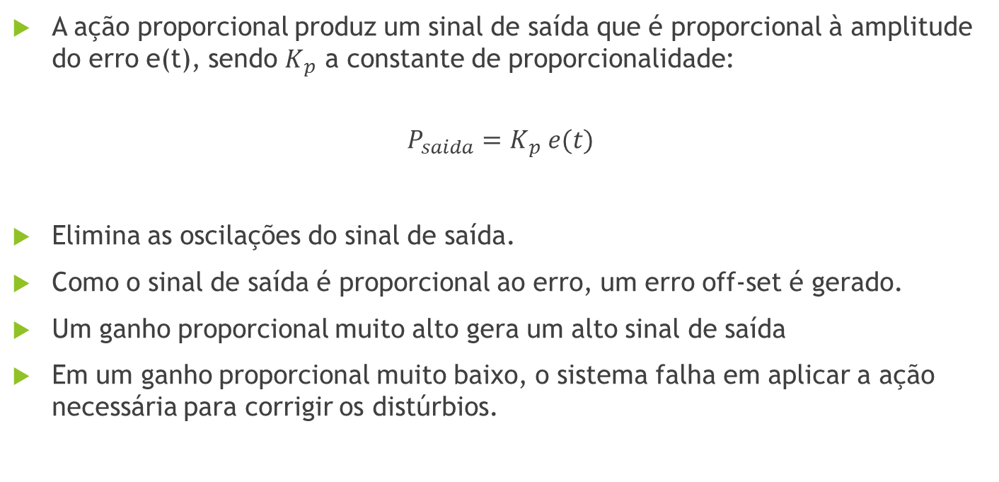 A ação proporcional produz um sinal de saída que é proporcional à amplitude
do erro e(t), sendo K_p a constante de proporcionalidade:
P_saida = K_p e(t)
Elimina as oscilações do sinal de saída.
Como o sinal de saída é proporcional ao erro, um erro off-set é gerado.
Um ganho proporcional muito alto gera um alto sinal de saída
Em um ganho proporcional muito baixo, o sistema falha em aplicar a ação
necessária para corrigir os distúrbios.